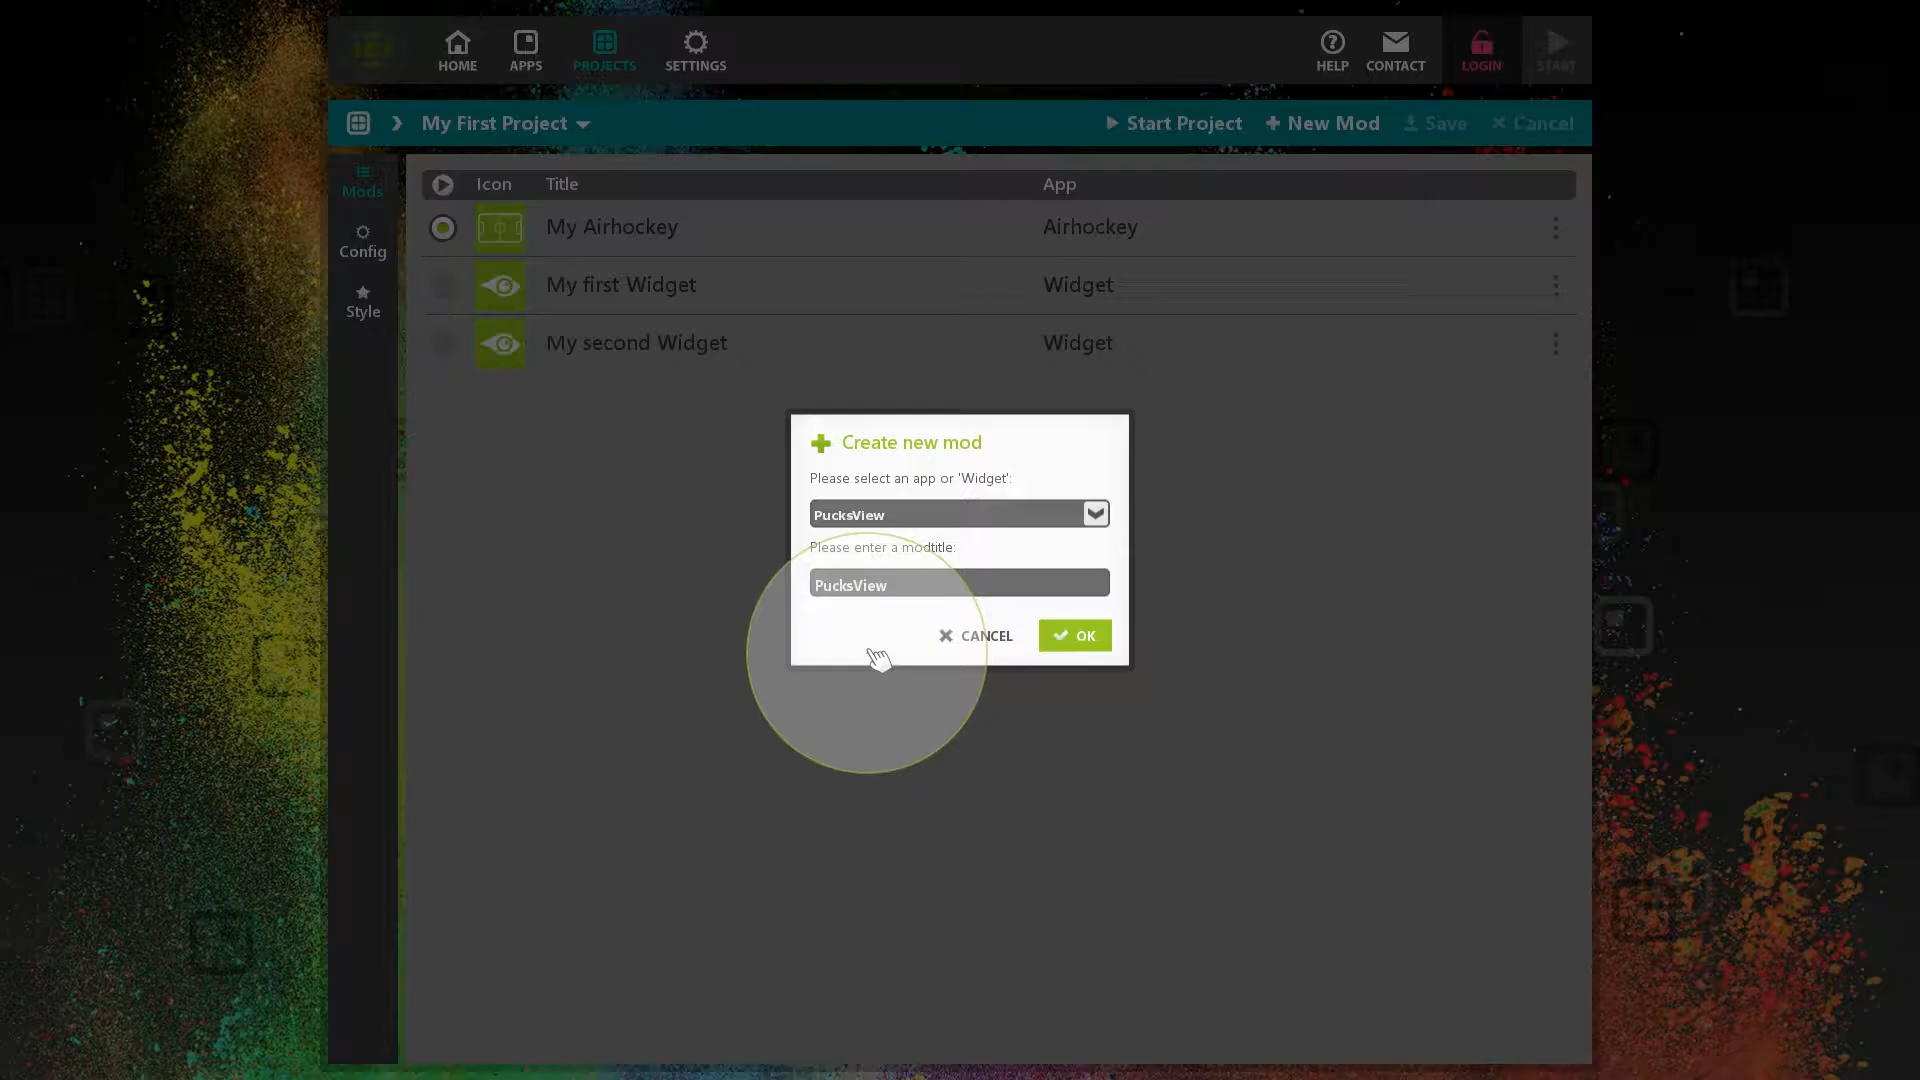 HOME
APPS
PROJECTS
SETTINGS
HELP
CONTACT
LOGIN
START
My First Project
Start Project
New Mod
Save
Cancel
Mods
Config
Style
Icon Title App
My Airhockey Airhockey
My first Widget Widget
My second Widget Widget
Create new mod
Please select an app or 'Widget':
PucksView
Please enter a modtitle:
PucksView
CANCEL
OK